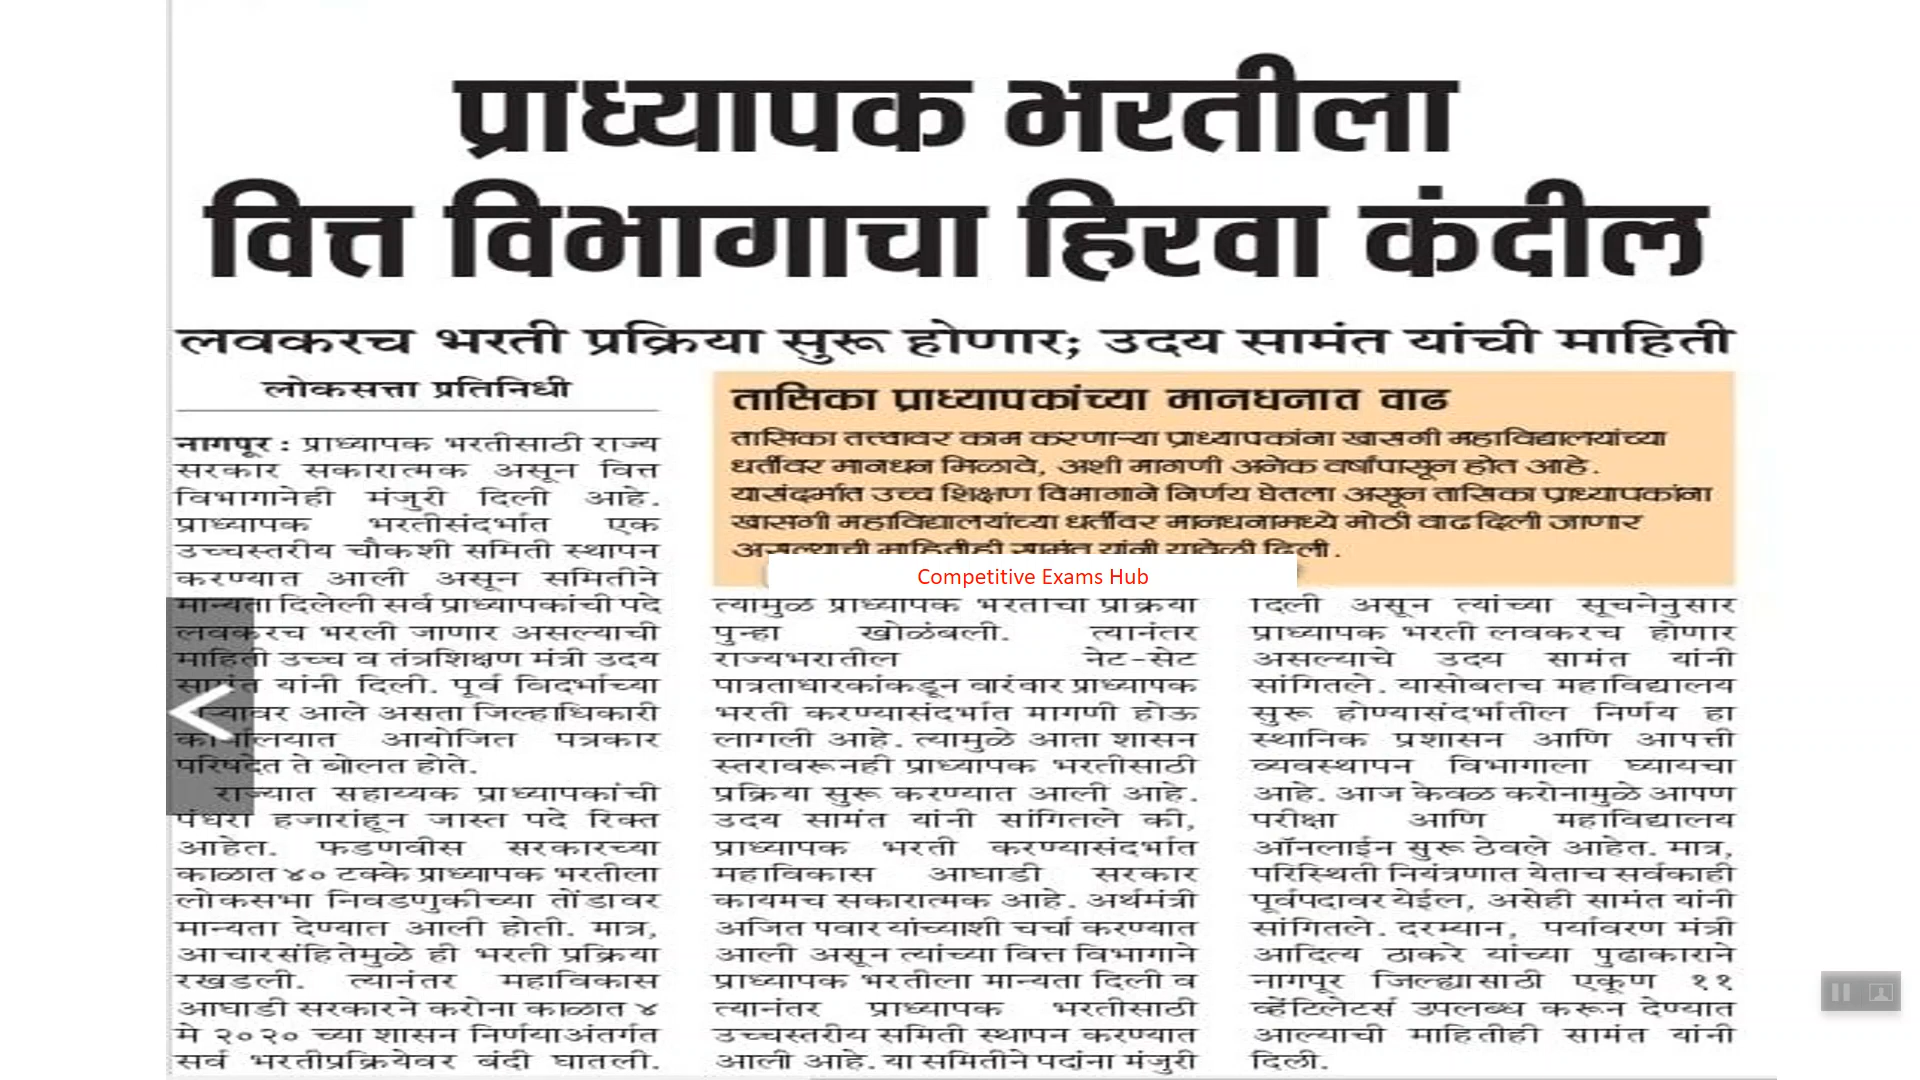 प्राध्यापक भरतीला
वित्त विभागाचा हिरवा कंदील
लवकरच भरती प्रक्रिया सुरू होणार; उदय सामंत यांची माहिती
लोकसत्ता प्रतिनिधी
नागपूर : प्राध्यापक भरतीसाठी राज्य
सरकार सकारात्मक असून वित्त
विभागानेही मंजुरी दिली आहे.
प्राध्यापक भरतीसंदर्भात एक
उच्चस्तरीय चौकशी समिती स्थापन
करण्यात आली असून समितीने
मान्यता दिलेली सर्व प्राध्यापकांची पदे
लवकरच भरली जाणार असल्याची
माहिती उच्च व तंत्रशिक्षण मंत्री उदय
सामंत यांनी दिली. पूर्व विदर्भाच्या
आले असता जिल्हाधिकारी
कार्यालयात आयोजित पत्रकार
परिषदेत ते बोलत होते.
राज्यात सहाय्यक प्राध्यापकांची
पंधरा हजारांहून जास्त पदे रिक्त
आहेत. फडणवीस सरकारच्या
काळात ४० टक्के प्राध्यापक भरतीला
लोकसभा निवडणुकीच्या तोंडावर
मान्यता देण्यात आली होती. मात्र,
आचारसंहितेमुळे ही भरती प्रक्रिया
रखडली. त्यानंतर महाविकास
आघाडी सरकारने करोना काळात ४
मे २०२० च्या शासन निर्णयाअंतर्गत
सर्व भरतीप्रक्रियेवर बंदी घातली.
तासिका प्राध्यापकांच्या मानधनात वाढ
तासिका तत्त्वावर काम करणाऱ्या प्राध्यापकांना खासगी महाविद्यालयांच्या
धर्तीवर मानधन मिळावे, अशी मागणी अनेक वर्षांपासून होत आहे.
यासंदर्भात उच्च शिक्षण विभागाने निर्णय घेतला असून तासिका प्राध्यापकांना
खासगी महाविद्यालयांच्या धर्तीवर मानधनामध्ये मोठी वाढ दिली जाणार
असल्याची माहितीही सामंत यांनी यावेळी दिली.
Competitive Exams Hub
त्यामुळे प्राध्यापक भरतीची प्रक्रिया
पुन्हा खोळंबली. त्यानंतर
राज्यभरातील नेट-सेट
पात्रताधारकांकडून वारंवार प्राध्यापक
भरती करण्यासंदर्भात मागणी होऊ
लागली आहे. त्यामुळे आता शासन
स्तरावरूनही प्राध्यापक भरतीसाठी
प्रक्रिया सुरू करण्यात आली आहे.
उदय सामंत यांनी सांगितले की,
प्राध्यापक भरती करण्यासंदर्भात
महाविकास आघाडी सरकार
कायमच सकारात्मक आहे. अर्थमंत्री
अजित पवार यांच्याशी चर्चा करण्यात
आली असून त्यांच्या वित्त विभागाने
प्राध्यापक भरतीला मान्यता दिली व
त्यानंतर प्राध्यापक भरतीसाठी
उच्चस्तरीय समिती स्थापन करण्यात
आली आहे. या समितीने पदांना मंजुरी
दिली असून त्यांच्या सूचनेनुसार
प्राध्यापक भरती लवकरच होणार
असल्याचे उदय सामंत यांनी
सांगितले. यासोबतच महाविद्यालय
सुरू होण्यासंदर्भातील निर्णय हा
स्थानिक प्रशासन आणि आपत्ती
व्यवस्थापन विभागाला घ्यायचा
आहे. आज केवळ करोनामुळे आपण
परीक्षा आणि महाविद्यालय
ऑनलाईन सुरू ठेवले आहेत. मात्र,
परिस्थिती नियंत्रणात येताच सर्वकाही
पूर्वपदावर येईल, असेही सामंत यांनी
सांगितले. दरम्यान, पर्यावरण मंत्री
आदित्य ठाकरे यांच्या पुढाकाराने
नागपूर जिल्ह्यासाठी एकूण ११
व्हेंटिलेटर्स उपलब्ध करून देण्यात
आल्याची माहितीही सामंत यांनी
दिली.